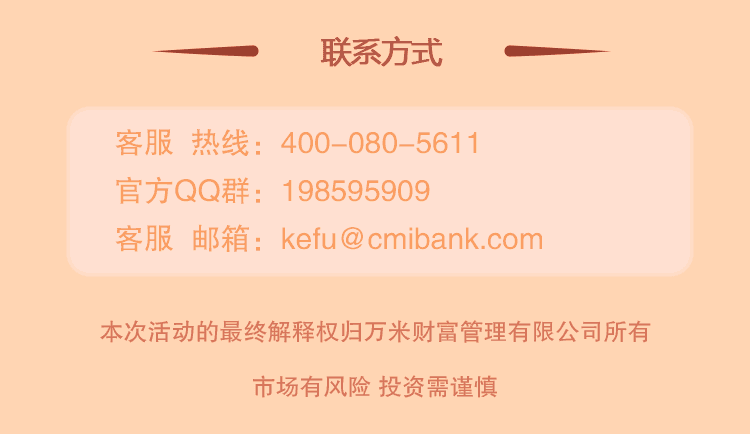 联系方式
客服 热线：400-080-5611
官方QQ群：198595909
客服 邮箱：kefu@cmibank.com
本次活动的最终解释权归万米财富管理有限公司所有
市场有风险 投资需谨慎